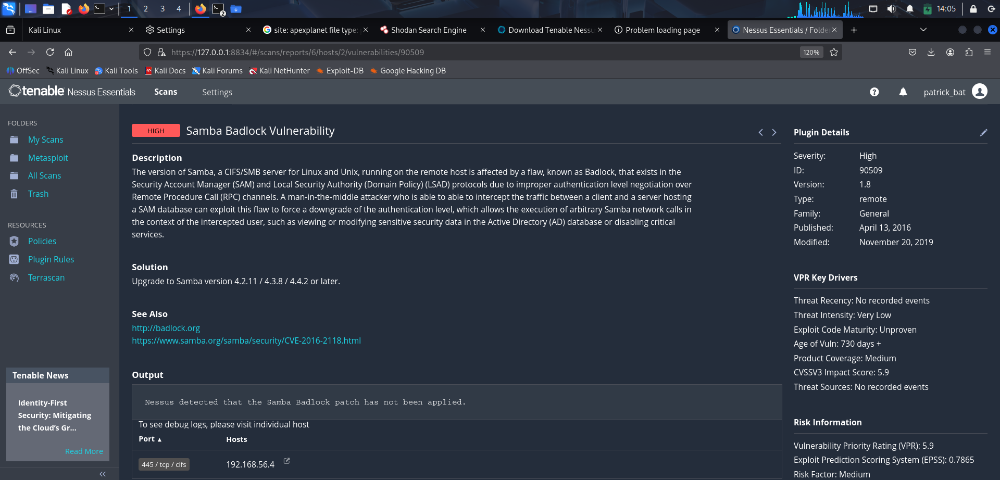 1 2 3 4
2
14:05
Kali Linux
Settings
site: apexplanet file type:
Shodan Search Engine
Download Tenable Nessu
Problem loading page
Nessus Essentials / Folde
https://127.0.0.1:8834/#/scans/reports/6/hosts/2/vulnerabilities/90509
120%
OffSec
Kali Linux
Kali Tools
Kali Docs
Kali Forums
Kali NetHunter
Exploit-DB
Google Hacking DB
tenable Nessus Essentials
Scans
Settings
patrick_bat
FOLDERS
My Scans
Metasploit
All Scans
Trash
RESOURCES
Policies
Plugin Rules
Terrascan
Tenable News
Identity-First
Security: Mitigating
the Cloud's Gr...
Read More
HIGH
Samba Badlock Vulnerability
Description
The version of Samba, a CIFS/SMB server for Linux and Unix, running on the remote host is affected by a flaw, known as Badlock, that exists in the
Security Account Manager (SAM) and Local Security Authority (Domain Policy) (LSAD) protocols due to improper authentication level negotiation over
Remote Procedure Call (RPC) channels. A man-in-the-middle attacker who is able to able to intercept the traffic between a client and a server hosting
a SAM database can exploit this flaw to force a downgrade of the authentication level, which allows the execution of arbitrary Samba network calls in
the context of the intercepted user, such as viewing or modifying sensitive security data in the Active Directory (AD) database or disabling critical
services.
Solution
Upgrade to Samba version 4.2.11 / 4.3.8 / 4.4.2 or later.
See Also
http://badlock.org
https://www.samba.org/samba/security/CVE-2016-2118.html
Output
Nessus detected that the Samba Badlock patch has not been applied.
To see debug logs, please visit individual host
Port ▲ Hosts
445 / tcp / cifs 192.168.56.4
Plugin Details
Severity: High
ID: 90509
Version: 1.8
Type: remote
Family: General
Published: April 13, 2016
Modified: November 20, 2019
VPR Key Drivers
Threat Recency: No recorded events
Threat Intensity: Very Low
Exploit Code Maturity: Unproven
Age of Vuln: 730 days +
Product Coverage: Medium
CVSSV3 Impact Score: 5.9
Threat Sources: No recorded events
Risk Information
Vulnerability Priority Rating (VPR): 5.9
Exploit Prediction Scoring System (EPSS): 0.7865
Risk Factor: Medium